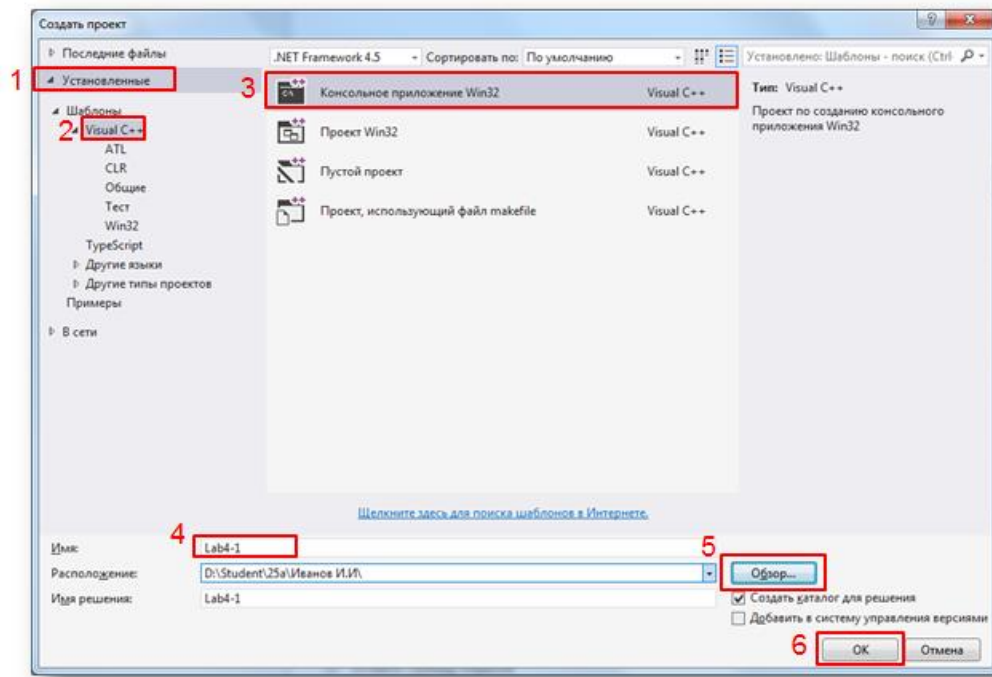 Создать проект
Последние файлы
.NET Framework 4.5
Сортировать по: По умолчанию
Установлено: Шаблоны - поиск (Ctrl
1
Установленные
Шаблоны
2
Visual C++
ATL
CLR
Общие
Тест
Win32
TypeScript
Другие языки
Другие типы проектов
Примеры
В сети
3
Консольное приложение Win32 Visual C++
Проект Win32 Visual C++
Пустой проект Visual C++
Проект, использующий файл makefile Visual C++
Тип: Visual C++
Проект по созданию консольного
приложения Win32
Щелкните здесь для поиска шаблонов в Интернете.
4
Имя: Lab4-1
Расположение: D:\Student\25а\Иванов И.И\
5
Обзор...
Имя решения: Lab4-1
Создать каталог для решения
Добавить в систему управления версиями
6
OK
Отмена